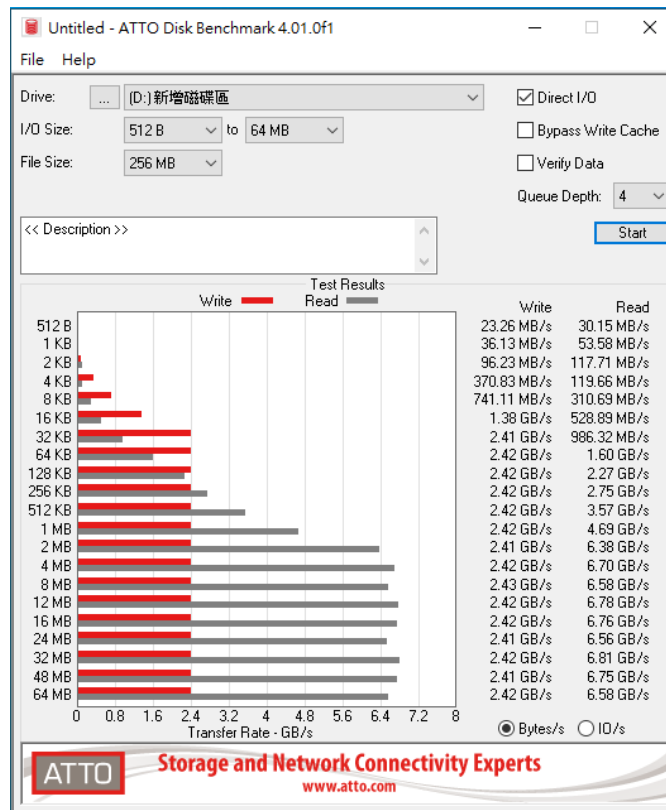 Untitled - ATTO Disk Benchmark 4.01.0f1
File Help
Drive: ... (D:)新增磁碟區 Direct I/O
I/O Size: 512 B to 64 MB Bypass Write Cache
File Size: 256 MB Verify Data
Queue Depth: 4
<< Description >> Start
Test Results
Write Read Write Read
512 B 23.26 MB/s 30.15 MB/s
1 KB 36.13 MB/s 53.58 MB/s
2 KB 96.23 MB/s 117.71 MB/s
4 KB 370.83 MB/s 119.66 MB/s
8 KB 741.11 MB/s 310.69 MB/s
16 KB 1.38 GB/s 528.89 MB/s
32 KB 2.41 GB/s 986.32 MB/s
64 KB 2.42 GB/s 1.60 GB/s
128 KB 2.42 GB/s 2.27 GB/s
256 KB 2.42 GB/s 2.75 GB/s
512 KB 2.42 GB/s 3.57 GB/s
1 MB 2.42 GB/s 4.69 GB/s
2 MB 2.41 GB/s 6.38 GB/s
4 MB 2.42 GB/s 6.70 GB/s
8 MB 2.43 GB/s 6.58 GB/s
12 MB 2.42 GB/s 6.78 GB/s
16 MB 2.42 GB/s 6.76 GB/s
24 MB 2.41 GB/s 6.56 GB/s
32 MB 2.42 GB/s 6.81 GB/s
48 MB 2.41 GB/s 6.75 GB/s
64 MB 2.42 GB/s 6.58 GB/s
0 0.8 1.6 2.4 3.2 4 4.8 5.6 6.4 7.2 8
Transfer Rate - GB/s Bytes/s IO/s
ATTO Storage and Network Connectivity Experts
www.atto.com